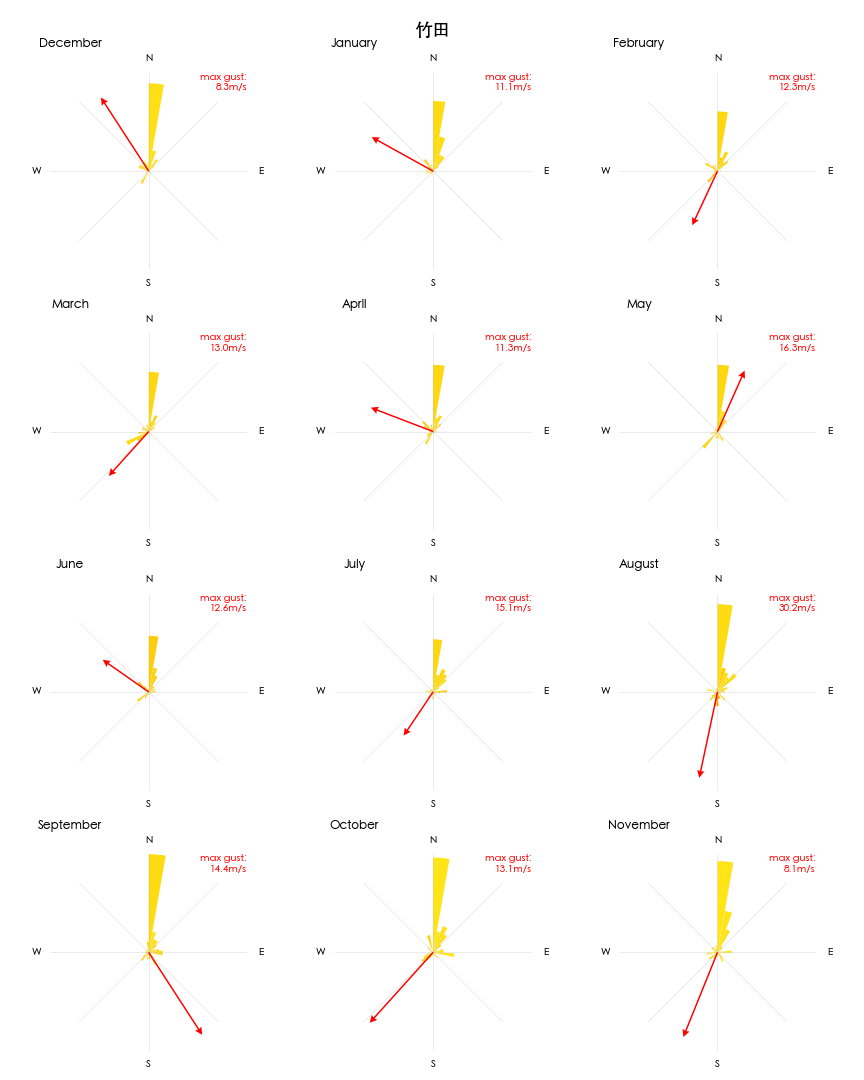 竹田
December
N
max gust:
8.3m/s
W
E
S
January
N
max gust:
11.1m/s
W
E
S
February
N
max gust:
12.3m/s
W
E
S
March
N
max gust:
13.0m/s
W
E
S
April
N
max gust:
11.3m/s
W
E
S
May
N
max gust:
16.3m/s
W
E
S
June
N
max gust:
12.6m/s
W
E
S
July
N
max gust:
15.1m/s
W
E
S
August
N
max gust:
30.2m/s
W
E
S
September
N
max gust:
14.4m/s
W
E
S
October
N
max gust:
13.1m/s
W
E
S
November
N
max gust:
8.1m/s
W
E
S